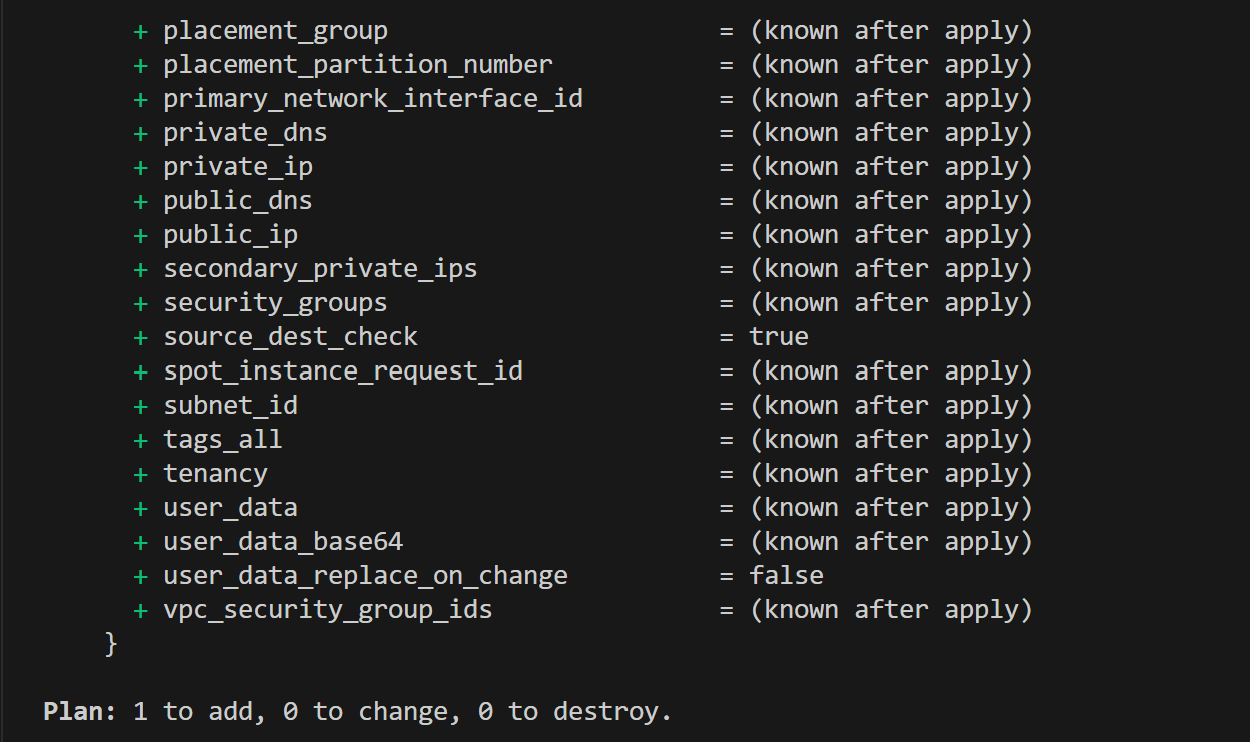 + placement_group = (known after apply)
+ placement_partition_number = (known after apply)
+ primary_network_interface_id = (known after apply)
+ private_dns = (known after apply)
+ private_ip = (known after apply)
+ public_dns = (known after apply)
+ public_ip = (known after apply)
+ secondary_private_ips = (known after apply)
+ security_groups = (known after apply)
+ source_dest_check = true
+ spot_instance_request_id = (known after apply)
+ subnet_id = (known after apply)
+ tags_all = (known after apply)
+ tenancy = (known after apply)
+ user_data = (known after apply)
+ user_data_base64 = (known after apply)
+ user_data_replace_on_change = false
+ vpc_security_group_ids = (known after apply)
}
Plan: 1 to add, 0 to change, 0 to destroy.